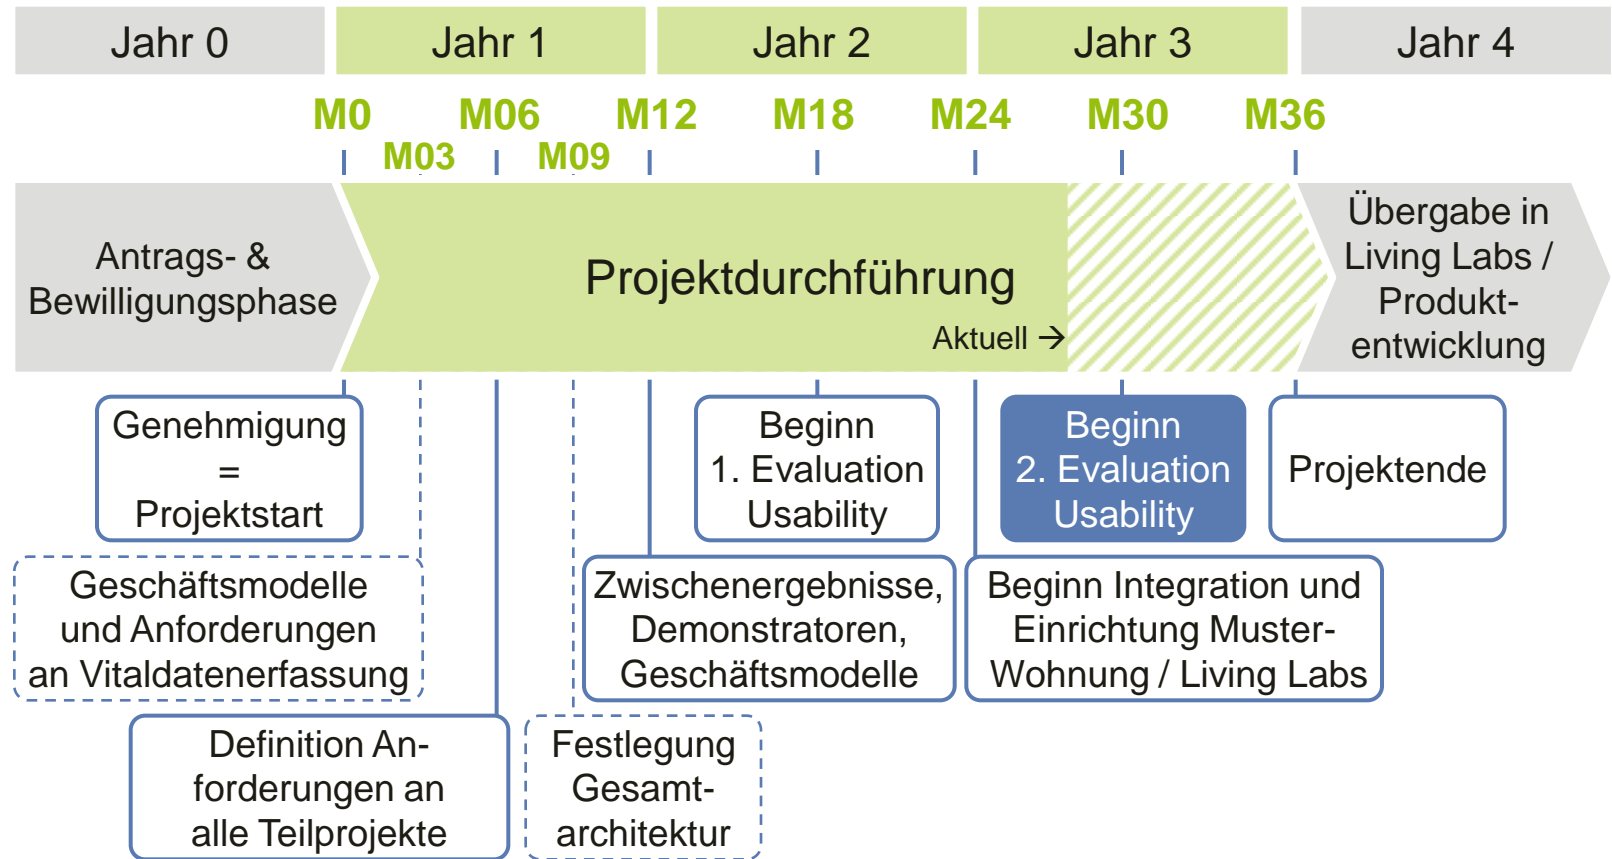 Jahr 0
Jahr 1
Jahr 2
Jahr 3
Jahr 4
M0
M03
M06
M09
M12
M18
M24
M30
M36
Antrags- &
Bewilligungsphase
Projektdurchführung
Aktuell →
Übergabe in
Living Labs /
Produkt-
entwicklung
Genehmigung
=
Projektstart
Beginn
1. Evaluation
Usability
Beginn
2. Evaluation
Usability
Projektende
Geschäftsmodelle
und Anforderungen
an Vitaldatenerfassung
Zwischenergebnisse,
Demonstratoren,
Geschäftsmodelle
Beginn Integration und
Einrichtung Muster-
Wohnung / Living Labs
Definition An-
forderungen an
alle Teilprojekte
Festlegung
Gesamt-
architektur